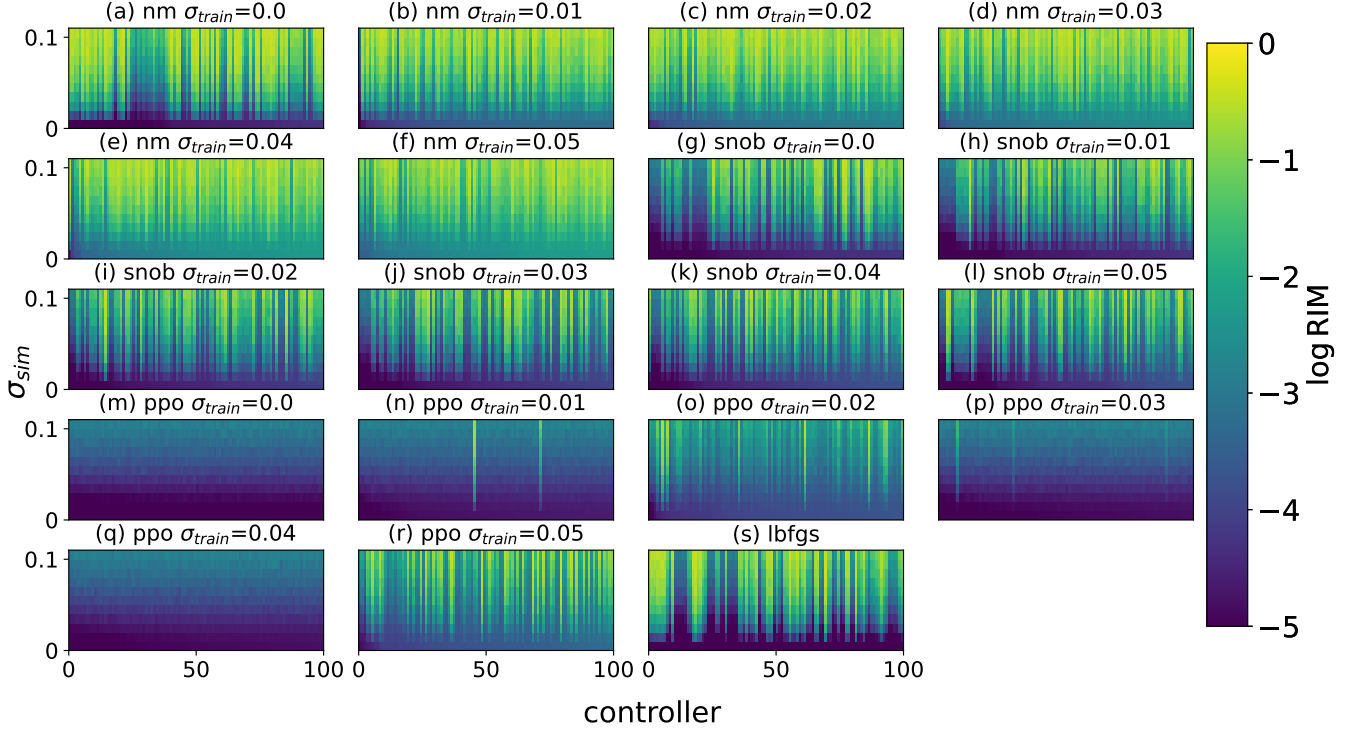 (a) nm σtrain=0.0
(b) nm σtrain=0.01
(c) nm σtrain=0.02
(d) nm σtrain=0.03
0.1
0
(e) nm σtrain=0.04
(f) nm σtrain=0.05
(g) snob σtrain=0.0
(h) snob σtrain=0.01
0.1
0
(i) snob σtrain=0.02
(j) snob σtrain=0.03
(k) snob σtrain=0.04
(l) snob σtrain=0.05
0.1
0
(m) ppo σtrain=0.0
(n) ppo σtrain=0.01
(o) ppo σtrain=0.02
(p) ppo σtrain=0.03
0.1
0
(q) ppo σtrain=0.04
(r) ppo σtrain=0.05
(s) lbfgs
0.1
0
0 50 100
0 50 100
0 50 100
σsim
controller
0
−1
−2
−3
−4
−5
log RIM